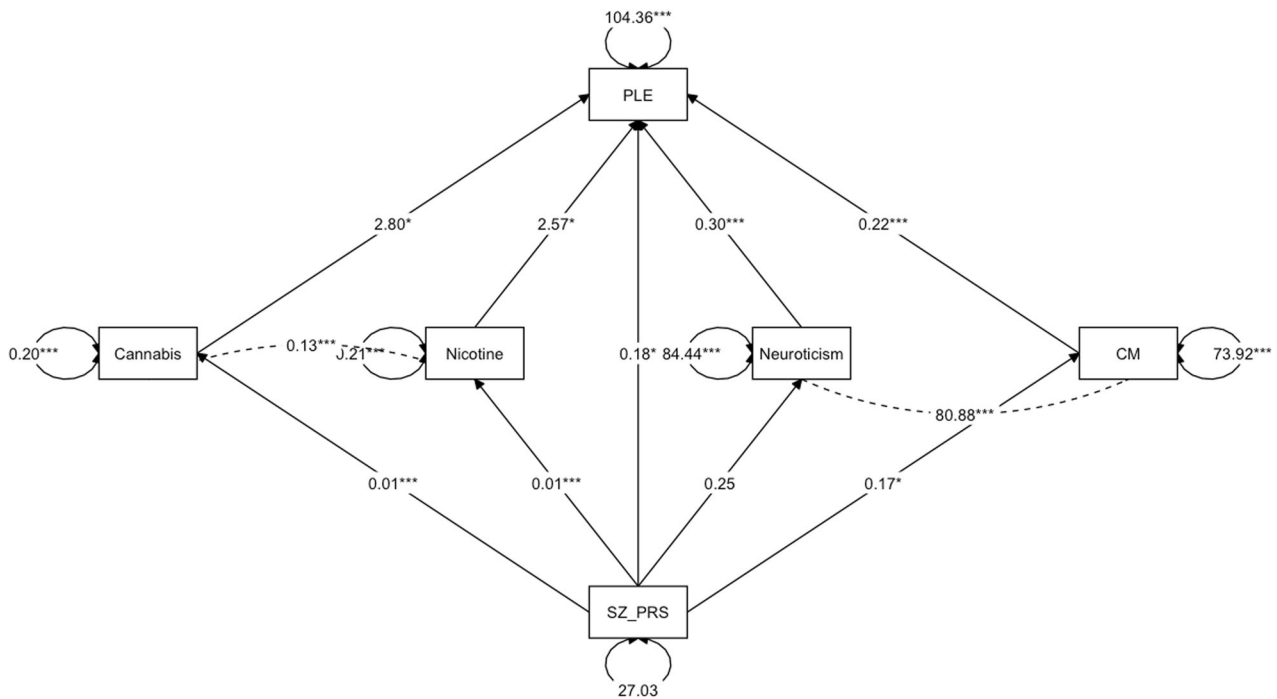 104.36***
PLE
2.80*
2.57*
0.30***
0.22***
0.20***
Cannabis
0.13***
0.21***
Nicotine
0.18*
84.44***
Neuroticism
CM
73.92***
80.88***
0.01***
0.01***
0.25
0.17*
SZ_PRS
27.03